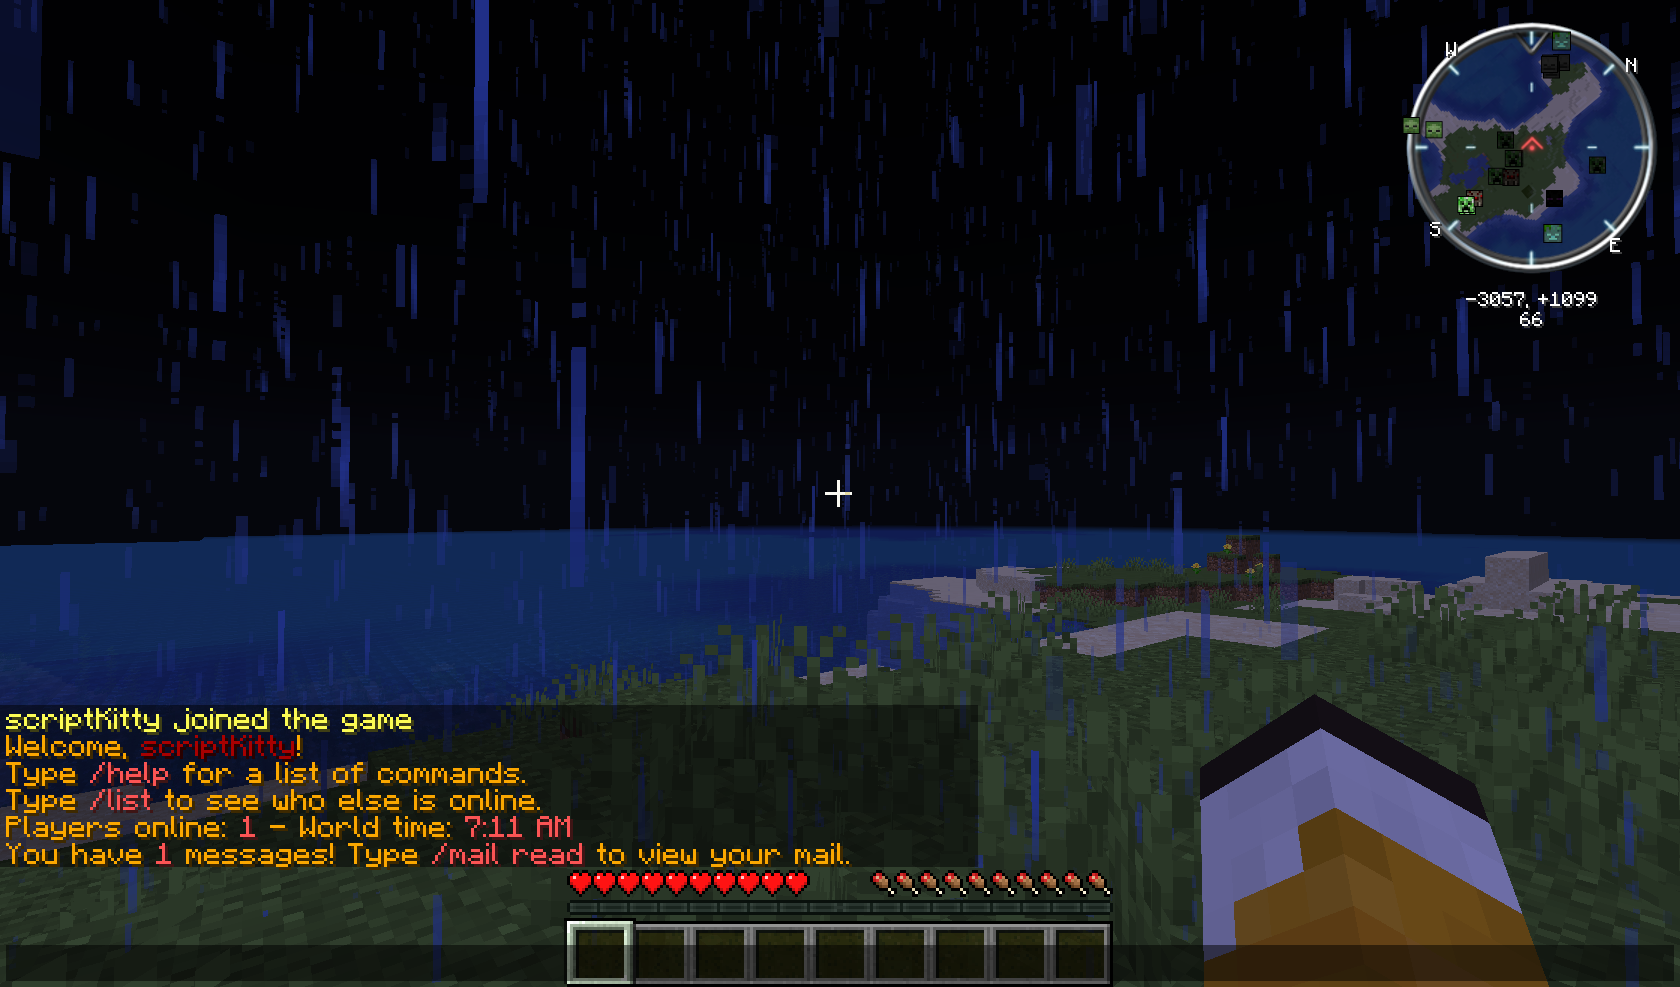 W
N
S
E
-3057, +1099
66
scriptKitty joined the game
Welcome, scriptKitty!
Type /help for a list of commands.
Type /list to see who else is online.
Players online: 1 - World time: 7:11 AM
You have 1 messages! Type /mail read to view your mail.